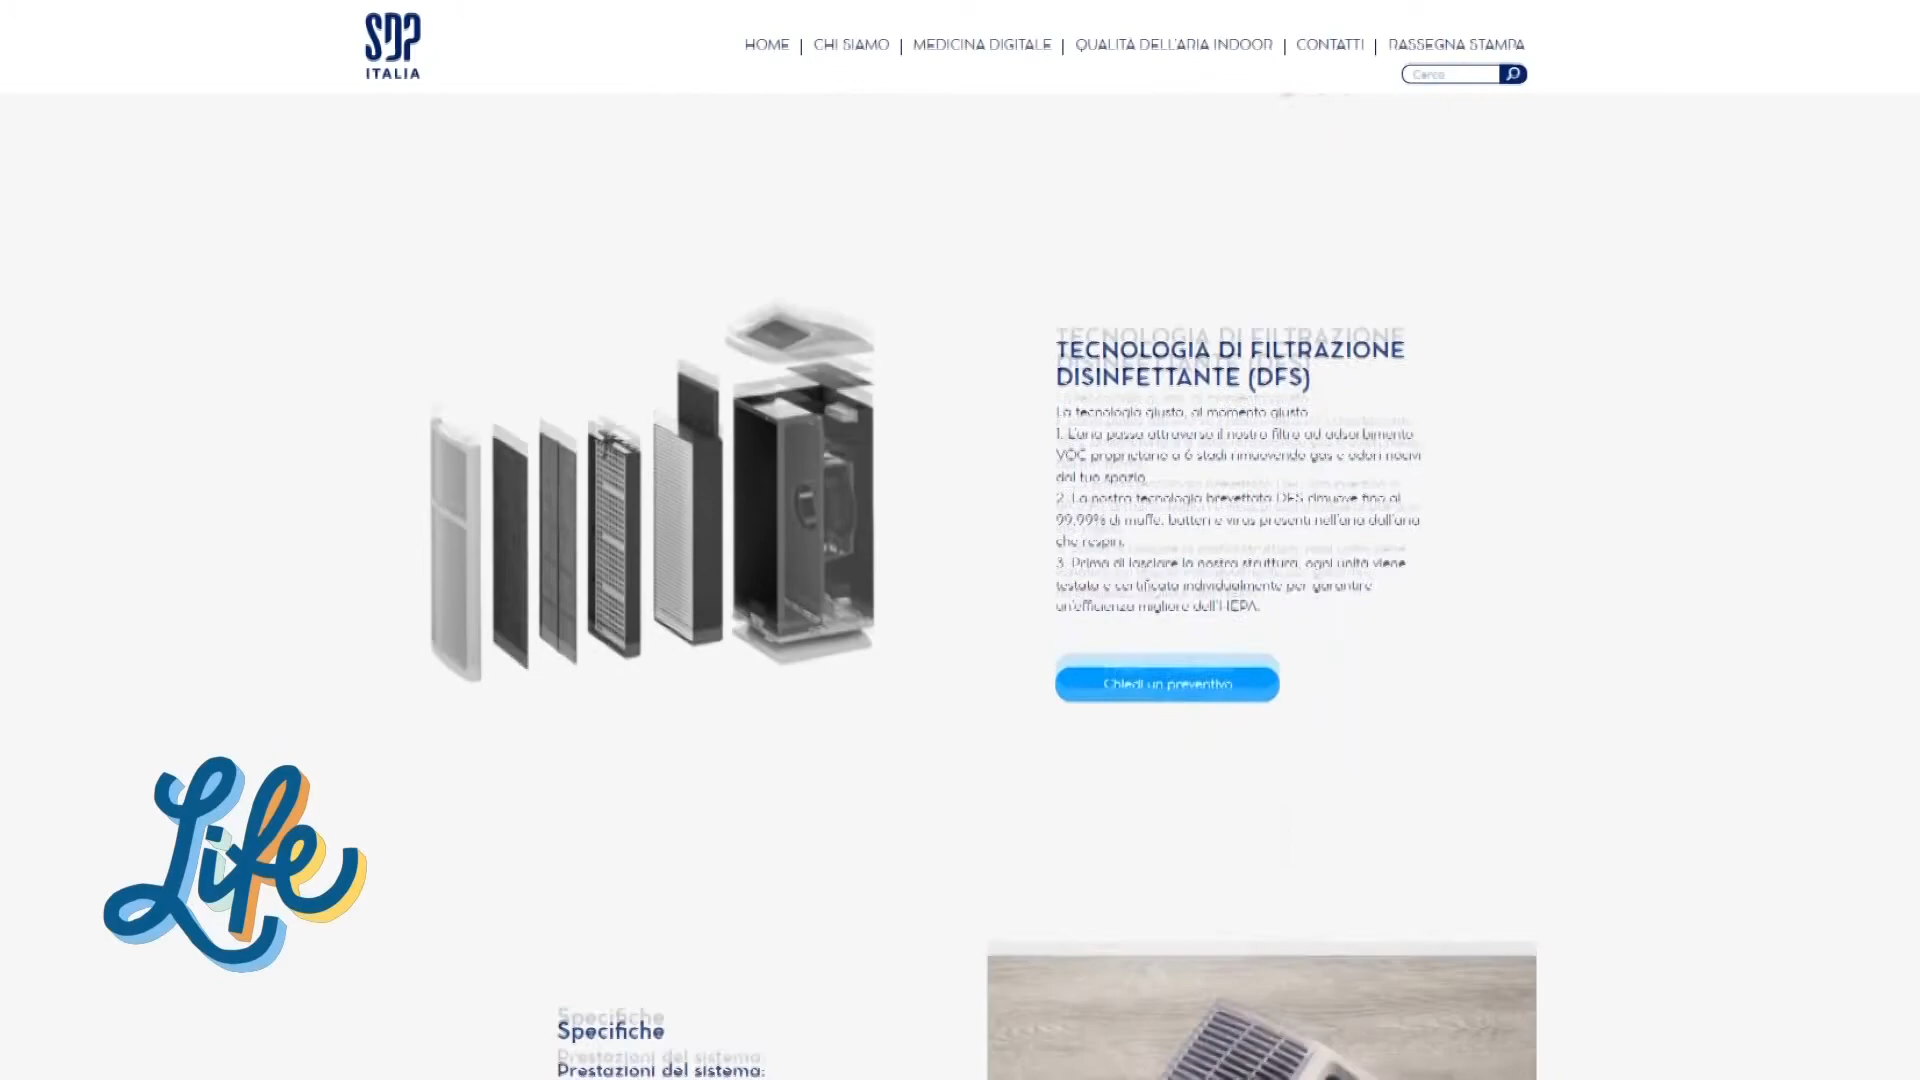 SDP
ITALIA
HOME | CHI SIAMO | MEDICINA DIGITALE | QUALITÀ DELL'ARIA INDOOR | CONTATTI | RASSEGNA STAMPA
Cerca
TECNOLOGIA DI FILTRAZIONE
DISINFETTANTE (DFS)
La tecnologia giusta, al momento giusto
1. L'aria passa attraverso il nostro filtro ad adsorbimento
VOC proprietario a 6 stadi rimuovendo gas e odori nocivi
dal tuo spazio.
2. La nostra tecnologia brevettata DFS rimuove fino al
99,99% di muffe, batteri e virus presenti nell'aria dall'aria
che respiri.
3. Prima di lasciare la nostra struttura, ogni unità viene
testata e certificata individualmente per garantire
un'efficienza migliore dell'HEPA.
Chiedi un preventivo
Life
Specifiche
Prestazioni del sistema: